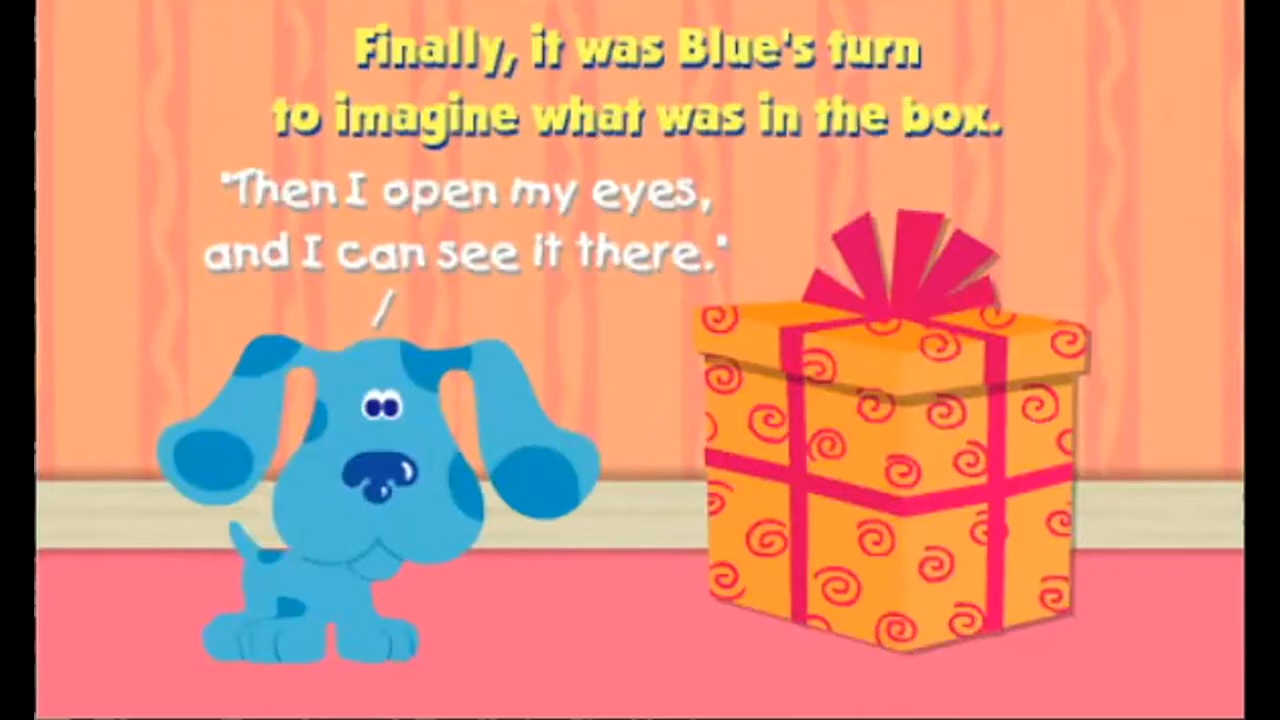 Finally, it was Blue's turn
to imagine what was in the box.
"Then I open my eyes,
and I can see it there."